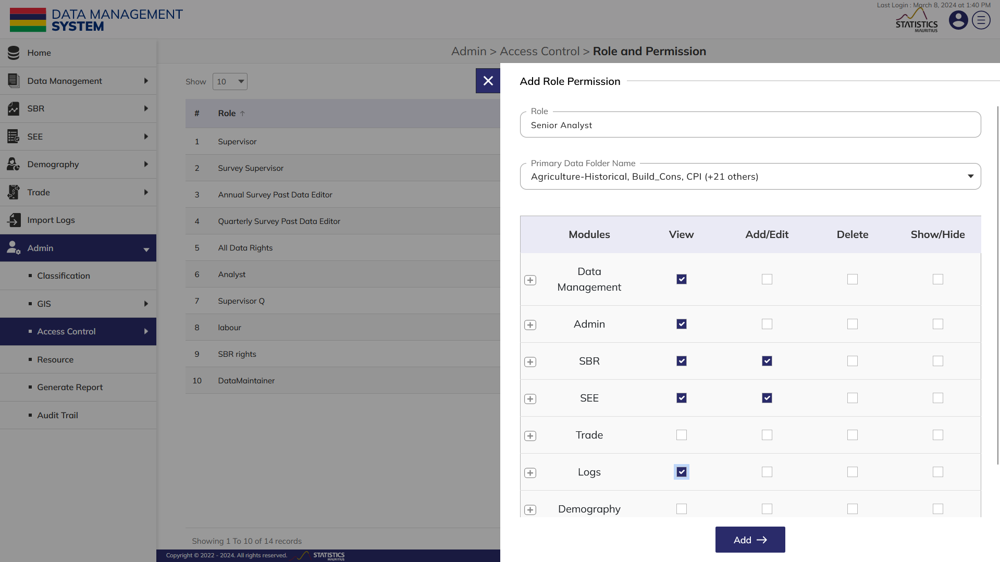 Last Login : March 8, 2024 at 1:40 PM
DATA MANAGEMENT
SYSTEM
STATISTICS
MAURITIUS
Home
Data Management
SBR
SEE
Demography
Trade
Import Logs
Admin
Classification
GIS
Access Control
Resource
Generate Report
Audit Trail
Admin > Access Control > Role and Permission
Show 10
# Role
1 Supervisor
2 Survey Supervisor
3 Annual Survey Past Data Editor
4 Quarterly Survey Past Data Editor
5 All Data Rights
6 Analyst
7 Supervisor Q
8 labour
9 SBR rights
10 DataMaintainer
Showing 1 To 10 of 14 records
Copyright © 2022 - 2024. All rights reserved.
STATISTICS
MAURITIUS
Add Role Permission
Role
Senior Analyst
Primary Data Folder Name
Agriculture-Historical, Build_Cons, CPI (+21 others)
Modules View Add/Edit Delete Show/Hide
Data
Management
Admin
SBR
SEE
Trade
Logs
Demography
Add